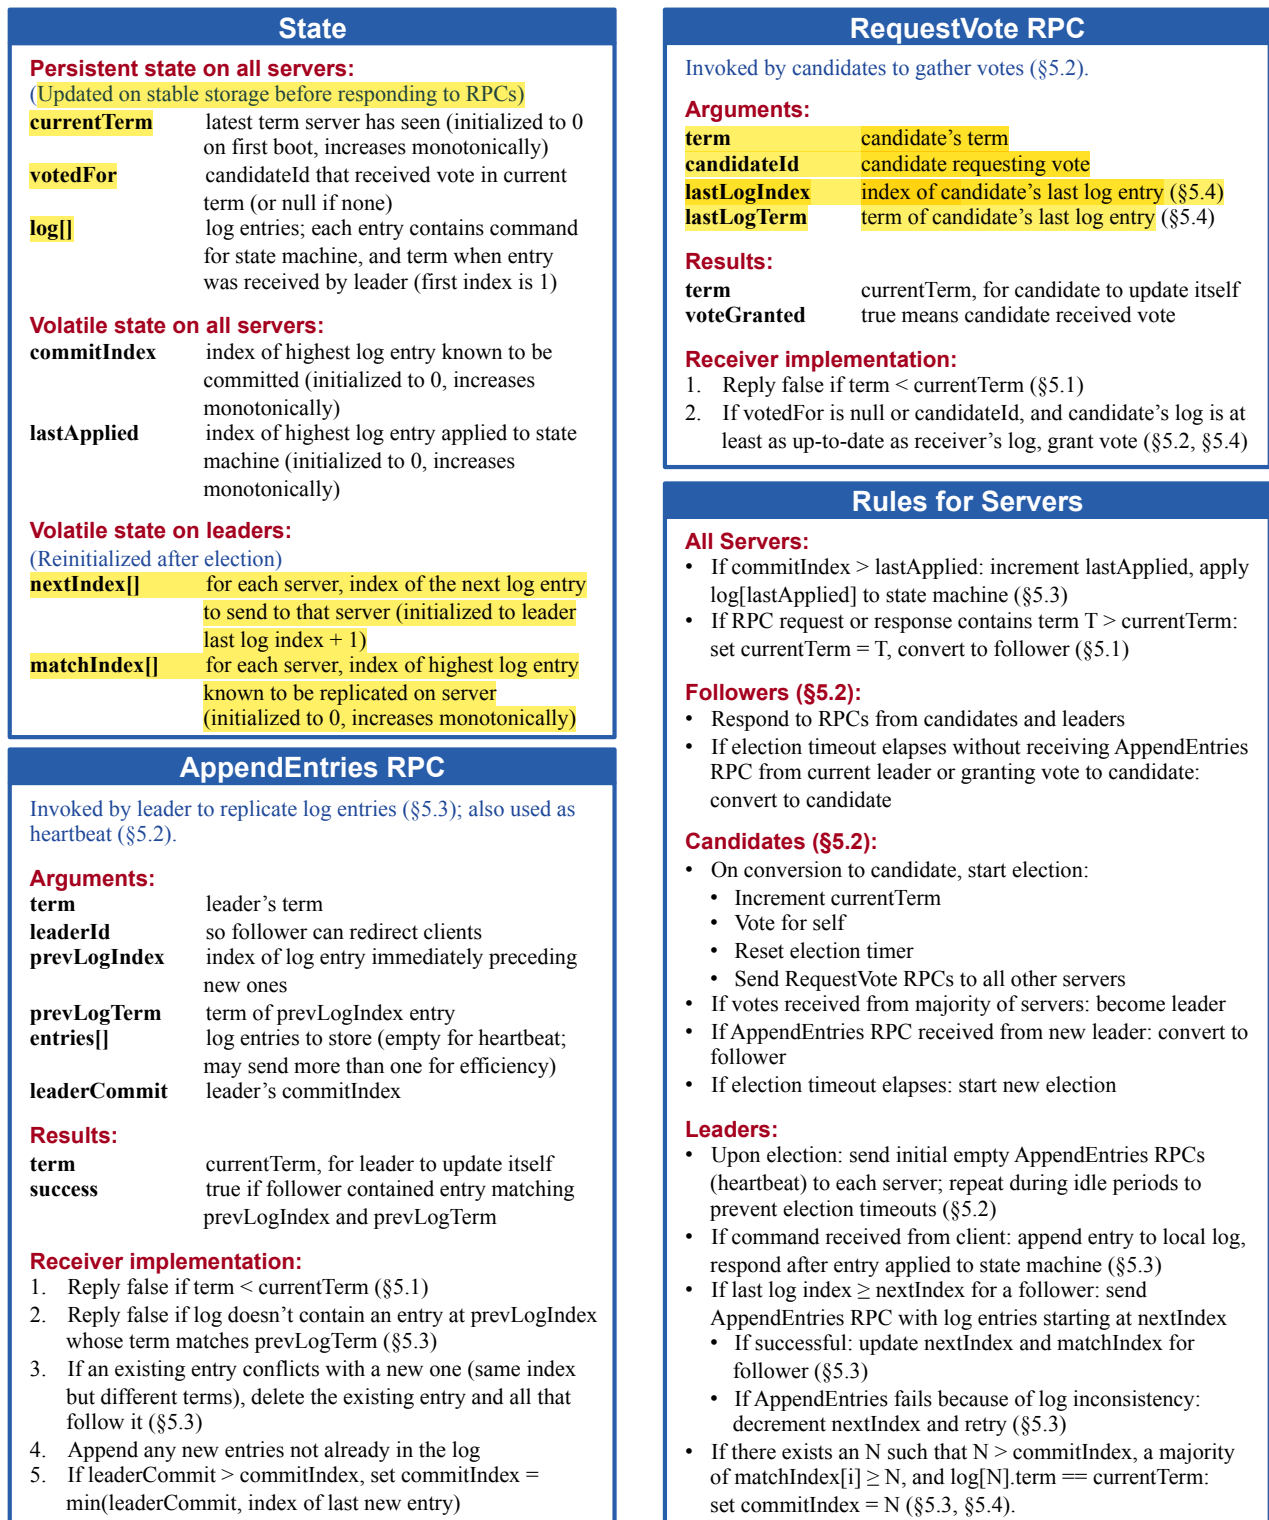 State
Persistent state on all servers:
(Updated on stable storage before responding to RPCs)
currentTerm latest term server has seen (initialized to 0
on first boot, increases monotonically)
votedFor candidateId that received vote in current
term (or null if none)
log[] log entries; each entry contains command
for state machine, and term when entry
was received by leader (first index is 1)
Volatile state on all servers:
commitIndex index of highest log entry known to be
committed (initialized to 0, increases
monotonically)
lastApplied index of highest log entry applied to state
machine (initialized to 0, increases
monotonically)
Volatile state on leaders:
(Reinitialized after election)
nextIndex[] for each server, index of the next log entry
to send to that server (initialized to leader
last log index + 1)
matchIndex[] for each server, index of highest log entry
known to be replicated on server
(initialized to 0, increases monotonically)
AppendEntries RPC
Invoked by leader to replicate log entries (§5.3); also used as
heartbeat (§5.2).
Arguments:
term leader's term
leaderId so follower can redirect clients
prevLogIndex index of log entry immediately preceding
new ones
prevLogTerm term of prevLogIndex entry
entries[] log entries to store (empty for heartbeat;
may send more than one for efficiency)
leaderCommit leader's commitIndex
Results:
term currentTerm, for leader to update itself
success true if follower contained entry matching
prevLogIndex and prevLogTerm
Receiver implementation:
1. Reply false if term < currentTerm (§5.1)
2. Reply false if log doesn't contain an entry at prevLogIndex
whose term matches prevLogTerm (§5.3)
3. If an existing entry conflicts with a new one (same index
but different terms), delete the existing entry and all that
follow it (§5.3)
4. Append any new entries not already in the log
5. If leaderCommit > commitIndex, set commitIndex =
min(leaderCommit, index of last new entry)
RequestVote RPC
Invoked by candidates to gather votes (§5.2).
Arguments:
term candidate's term
candidateId candidate requesting vote
lastLogIndex index of candidate's last log entry (§5.4)
lastLogTerm term of candidate's last log entry (§5.4)
Results:
term currentTerm, for candidate to update itself
voteGranted true means candidate received vote
Receiver implementation:
1. Reply false if term < currentTerm (§5.1)
2. If votedFor is null or candidateId, and candidate's log is at
least as up-to-date as receiver's log, grant vote (§5.2, §5.4)
Rules for Servers
All Servers:
• If commitIndex > lastApplied: increment lastApplied, apply
log[lastApplied] to state machine (§5.3)
• If RPC request or response contains term T > currentTerm:
set currentTerm = T, convert to follower (§5.1)
Followers (§5.2):
• Respond to RPCs from candidates and leaders
• If election timeout elapses without receiving AppendEntries
RPC from current leader or granting vote to candidate:
convert to candidate
Candidates (§5.2):
• On conversion to candidate, start election:
• Increment currentTerm
• Vote for self
• Reset election timer
• Send RequestVote RPCs to all other servers
• If votes received from majority of servers: become leader
• If AppendEntries RPC received from new leader: convert to
follower
• If election timeout elapses: start new election
Leaders:
• Upon election: send initial empty AppendEntries RPCs
(heartbeat) to each server; repeat during idle periods to
prevent election timeouts (§5.2)
• If command received from client: append entry to local log,
respond after entry applied to state machine (§5.3)
• If last log index ≥ nextIndex for a follower: send
AppendEntries RPC with log entries starting at nextIndex
• If successful: update nextIndex and matchIndex for
follower (§5.3)
• If AppendEntries fails because of log inconsistency:
decrement nextIndex and retry (§5.3)
• If there exists an N such that N > commitIndex, a majority
of matchIndex[i] ≥ N, and log[N].term == currentTerm:
set commitIndex = N (§5.3, §5.4).